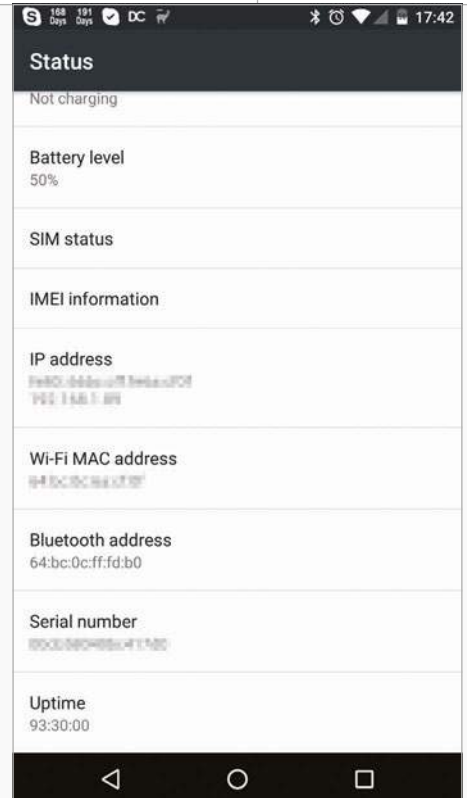 168 191 DC 17:42
Days Days
Status
Not charging
Battery level
50%
SIM status
IMEI information
IP address
Wi-Fi MAC address
Bluetooth address
64:bc:0c:ff:fd:b0
Serial number
Uptime
93:30:00